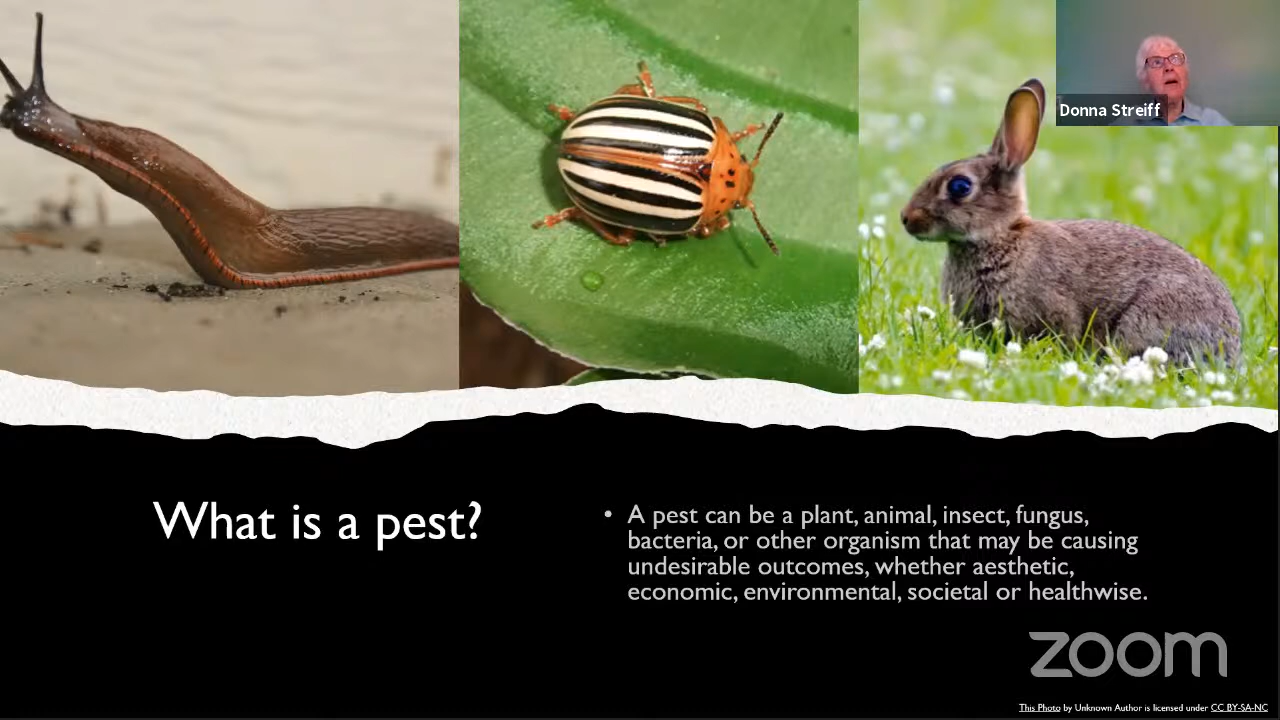 Donna Streiff
What is a pest?
• A pest can be a plant, animal, insect, fungus,
bacteria, or other organism that may be causing
undesirable outcomes, whether aesthetic,
economic, environmental, societal or healthwise.
zoom
This Photo by Unknown Author is licensed under CC BY-SA-NC